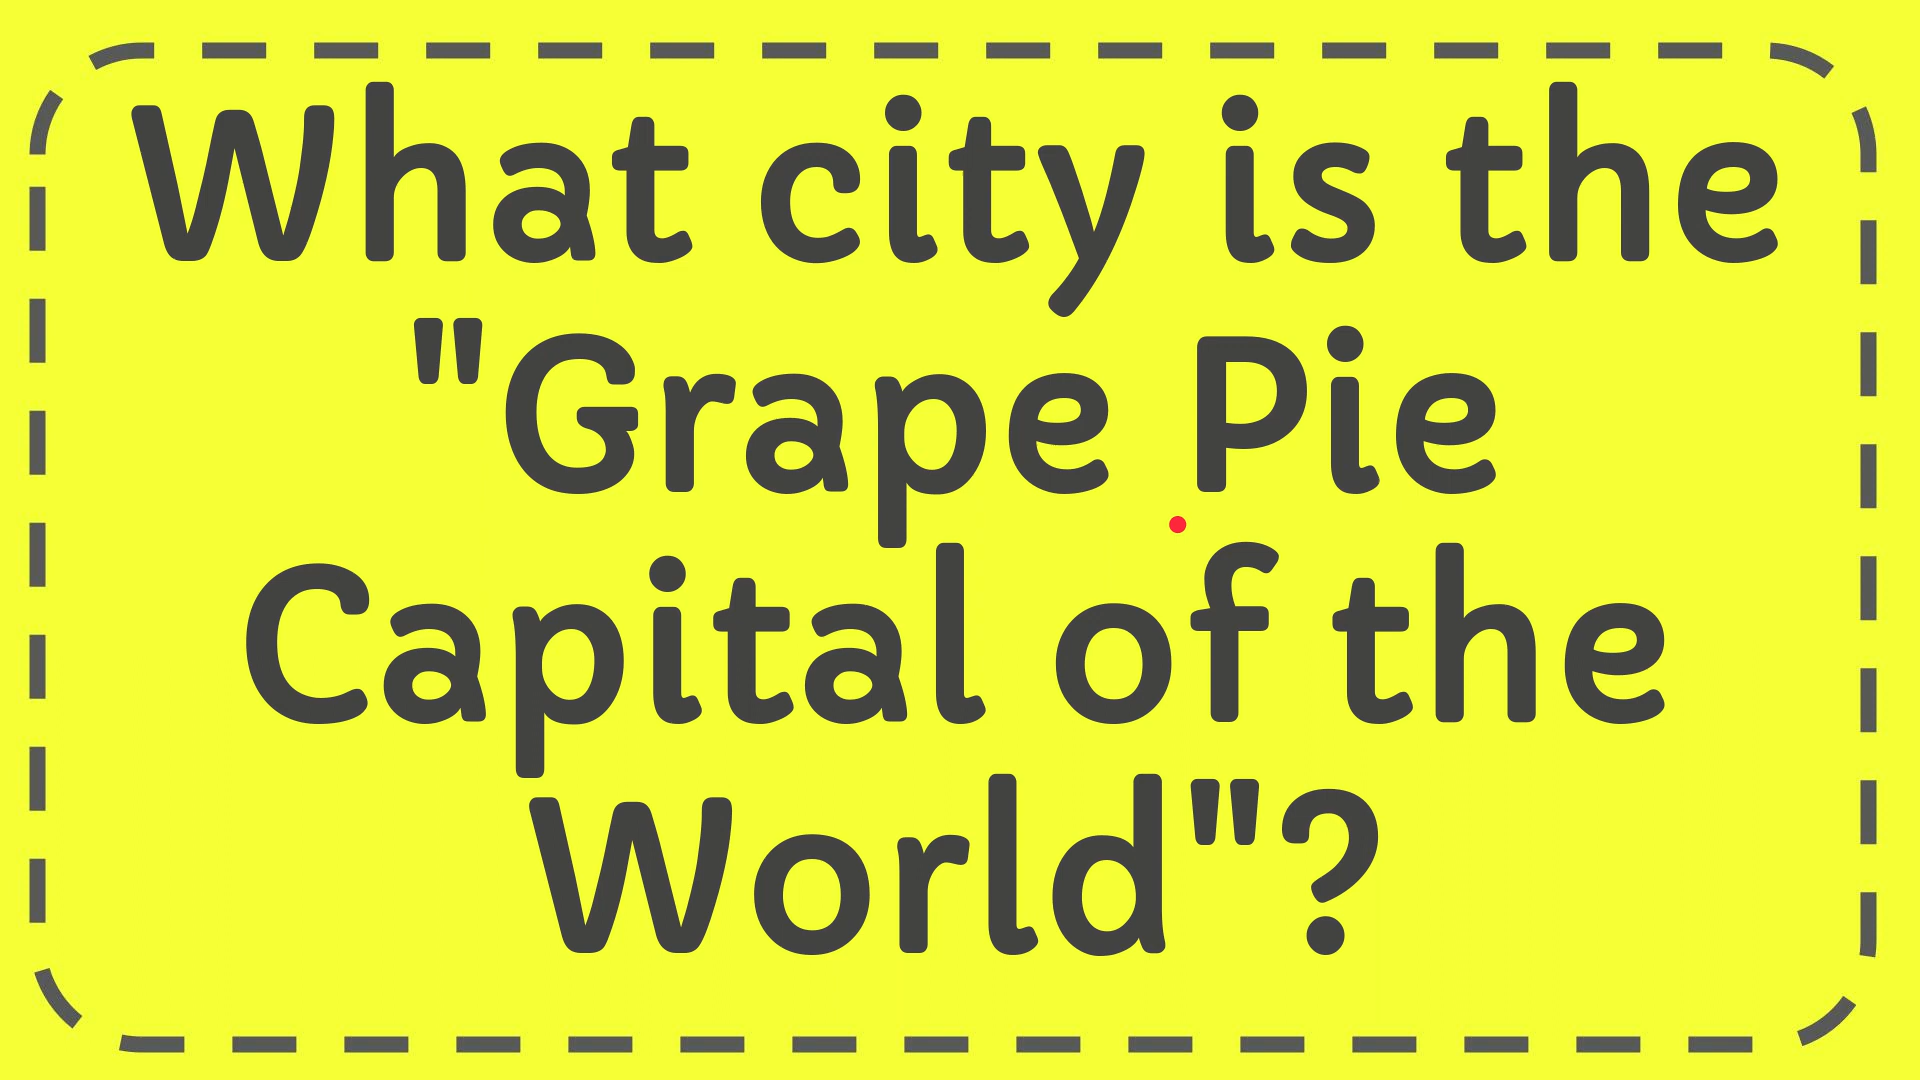 What city is the
"Grape Pie
Capital of the
World"?